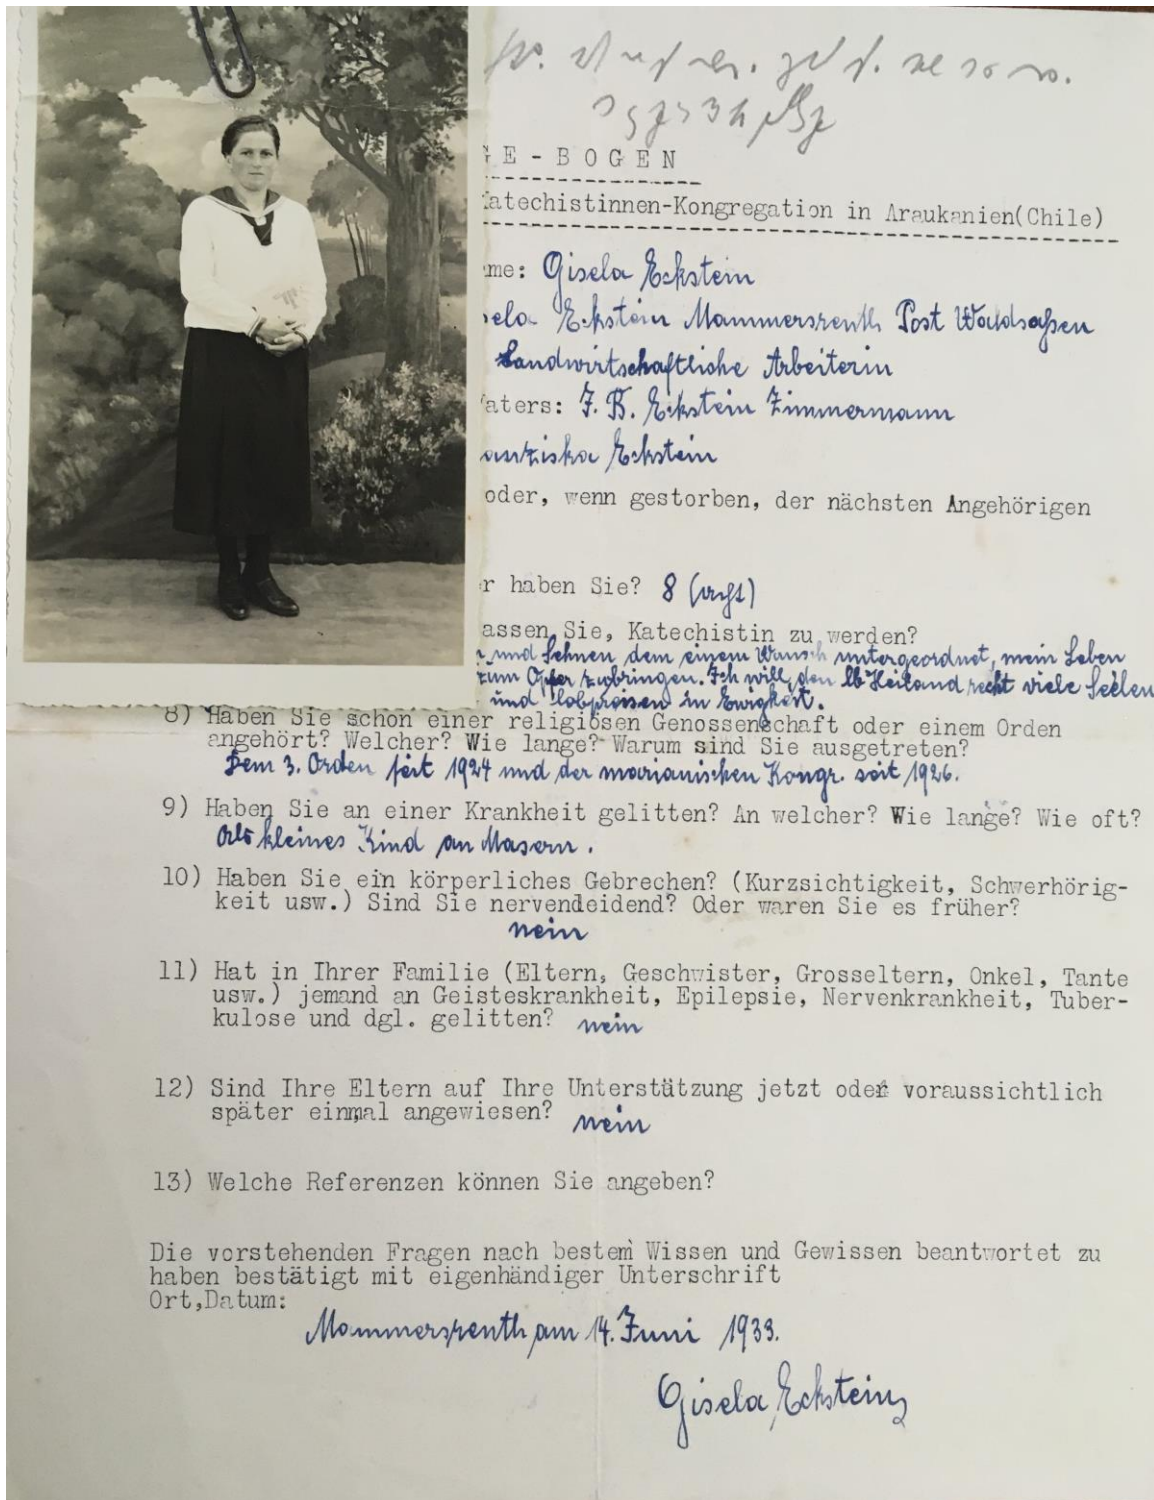 GE-BOGEN
Katechistinnen-Kongregation in Araukanien(Chile)
me: Gisela Eckstein
sela Eckstein Mammersreuth Post Waldsaßen
Landwirtschaftliche Arbeiterin
Vaters: J. B. Eckstein Zimmermann
anziska Eckstein
oder, wenn gestorben, der nächsten Angehörigen
r haben Sie? 8 (acht)
assen Sie, Katechistin zu werden?
und Sehnen dem einem Wunsch untergeordnet, mein Leben
zum Opfer zu bringen. Ich will, den lb Heiland recht viele Seelen
und lobpreisen in Ewigkeit.
8) Haben Sie schon einer religiösen Genossenschaft oder einem Orden
angehört? Welcher? Wie lange? Warum sind Sie ausgetreten?
Dem 3. Orden seit 1924 und der marianischen Kongr. seit 1926.
9) Haben Sie an einer Krankheit gelitten? An welcher? Wie lange? Wie oft?
Als kleines Kind an Masern.
10) Haben Sie ein körperliches Gebrechen? (Kurzsichtigkeit, Schwerhörig-
keit usw.) Sind Sie nervendeidend? Oder waren Sie es früher?
nein
11) Hat in Ihrer Familie (Eltern, Geschwister, Grosseltern, Onkel, Tante
usw.) jemand an Geisteskrankheit, Epilepsie, Nervenkrankheit, Tuber-
kulose und dgl. gelitten? nein
12) Sind Ihre Eltern auf Ihre Unterstützung jetzt oder voraussichtlich
später einmal angewiesen? nein
13) Welche Referenzen können Sie angeben?
Die vorstehenden Fragen nach bestem Wissen und Gewissen beantwortet zu
haben bestätigt mit eigenhändiger Unterschrift
Ort,Datum:
Mammersreuth am 14. Juni 1933.
Gisela Eckstein